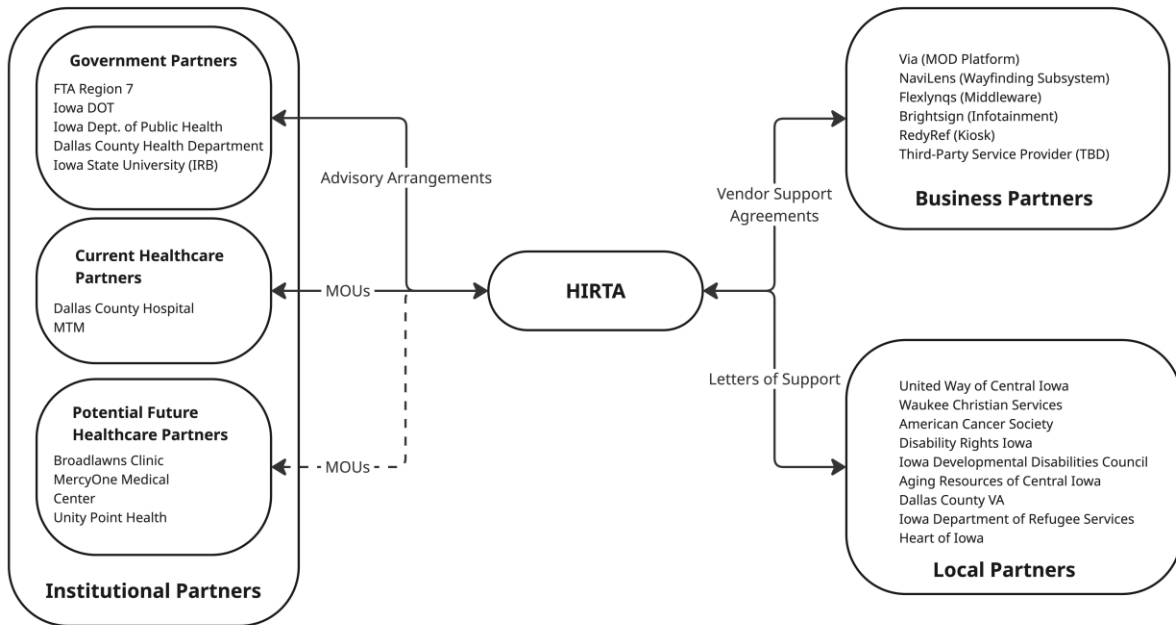 Government Partners
FTA Region 7
Iowa DOT
Iowa Dept. of Public Health
Dallas County Health Department
Iowa State University (IRB)
Current Healthcare
Partners
Dallas County Hospital
MTM
Potential Future
Healthcare Partners
Broadlawns Clinic
MercyOne Medical
Center
Unity Point Health
Institutional Partners
Advisory Arrangements
MOUs
MOUs
HIRTA
Vendor Support
Agreements
Letters of Support
Via (MOD Platform)
NaviLens (Wayfinding Subsystem)
Flexlynqs (Middleware)
Brightsign (Infotainment)
RedyRef (Kiosk)
Third-Party Service Provider (TBD)
Business Partners
United Way of Central Iowa
Waukee Christian Services
American Cancer Society
Disability Rights Iowa
Iowa Developmental Disabilities Council
Aging Resources of Central Iowa
Dallas County VA
Iowa Department of Refugee Services
Heart of Iowa
Local Partners